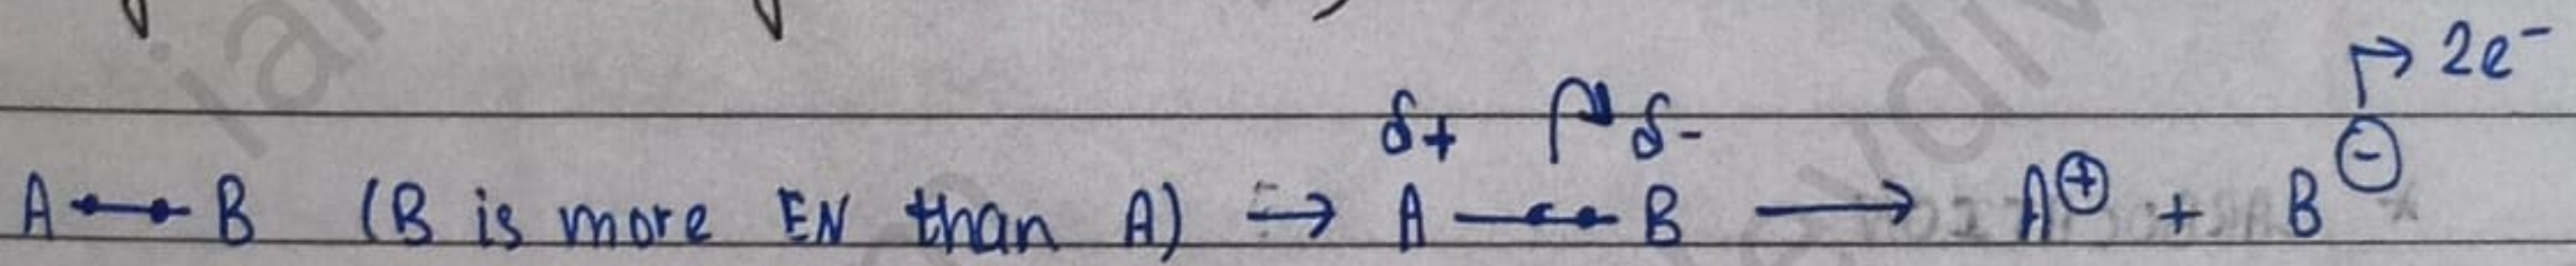 A—B (B is more EN than A) → δ+ A—B δ- → A⊕ + B⊖ → 2e⁻